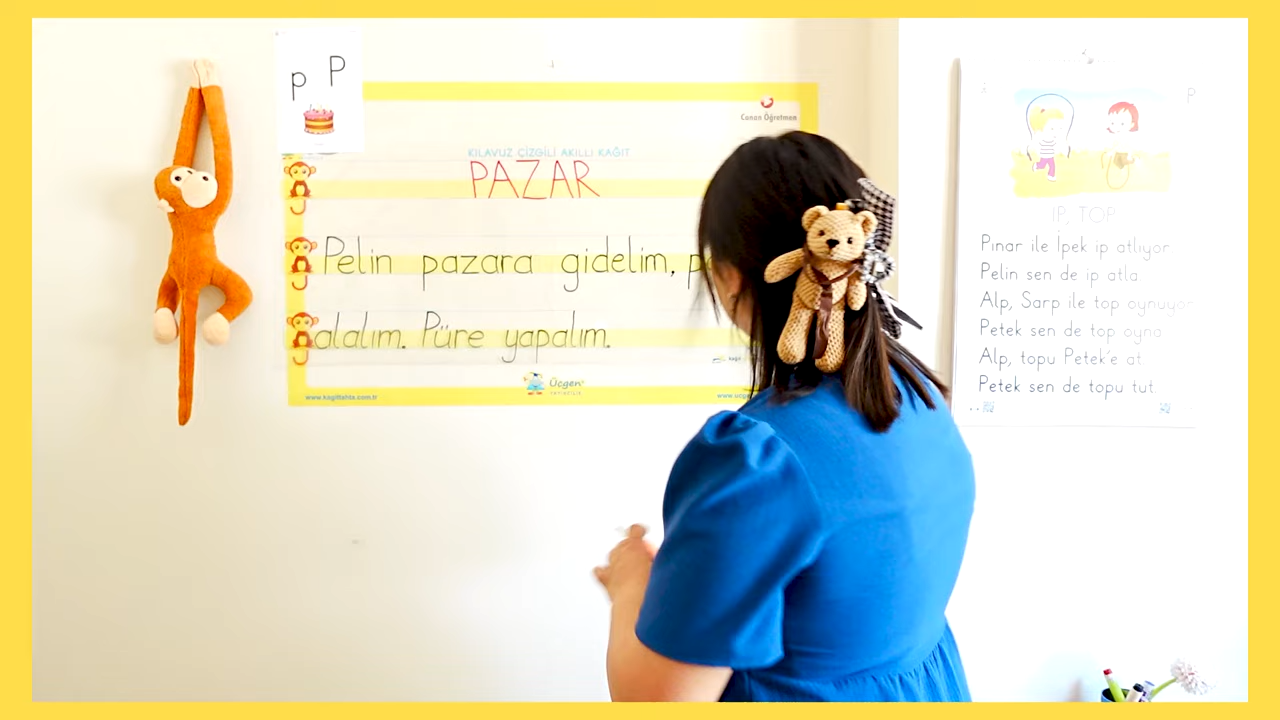 p P
Canan Öğretmen
KILAVUZ ÇİZGİLİ AKILLI KAĞIT
PAZAR
Pelin pazara gidelim, p
alalım. Püre yapalım.
Üçgen
YAYINCILIK
www.kagittahta.com.tr
P
İP, TOP
Pınar ile İpek ip atlıyor
Pelin sen de ip atla.
Alp, Sarp ile top oynuyor
Petek sen de top oyna
Alp, topu Petek'e at
Petek sen de topu tut.